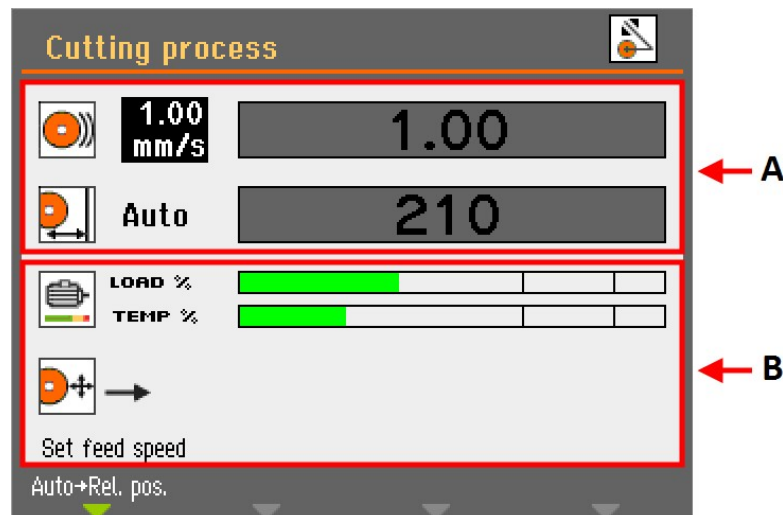 Cutting process
1.00
mm/s
1.00
A
Auto
210
LOAD %
TEMP %
B
Set feed speed
Auto→Rel. pos.